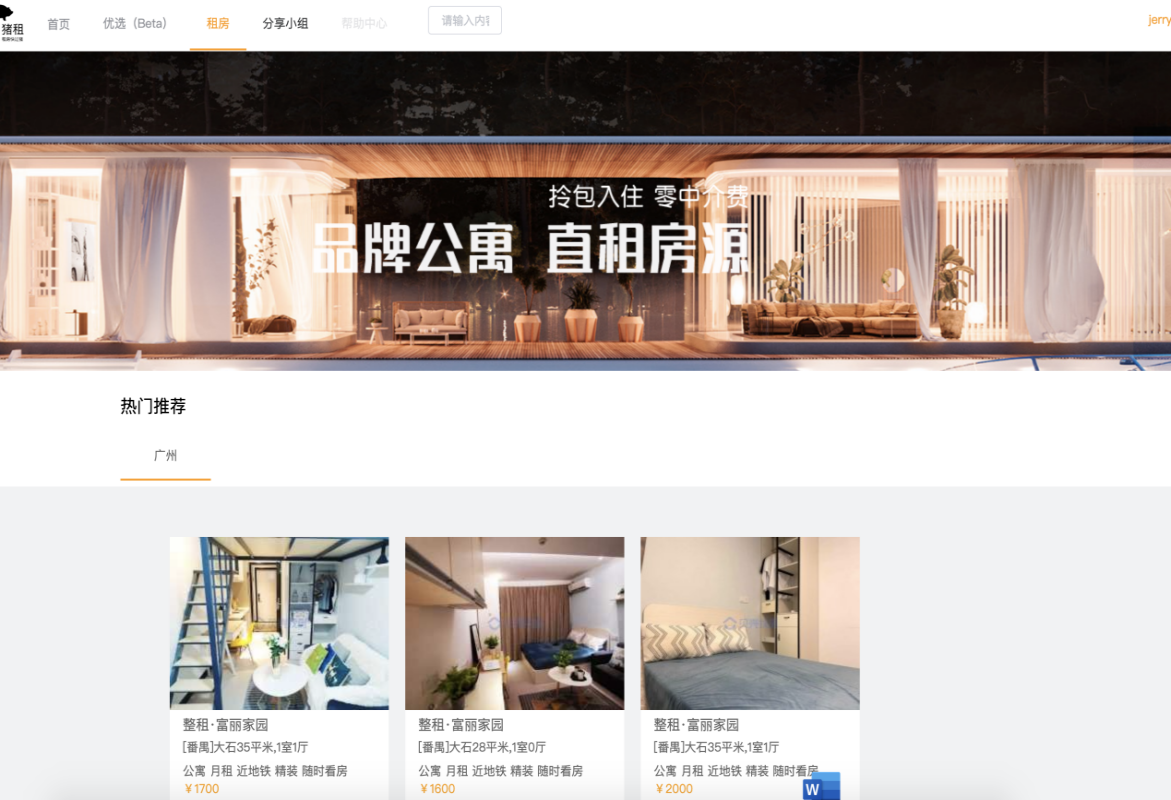 猪租
首页 优选（Beta） 租房 分享小组 帮助中心 请输入内容 jerry
拎包入住 零中介费
品牌公寓 直租房源
热门推荐
广州
整租·富丽家园
[番禺]大石35平米,1室1厅
公寓 月租 近地铁 精装 随时看房
￥1700
整租·富丽家园
[番禺]大石28平米,1室0厅
公寓 月租 近地铁 精装 随时看房
￥1600
整租·富丽家园
[番禺]大石35平米,1室1厅
公寓 月租 近地铁 精装 随时看房
￥2000
W